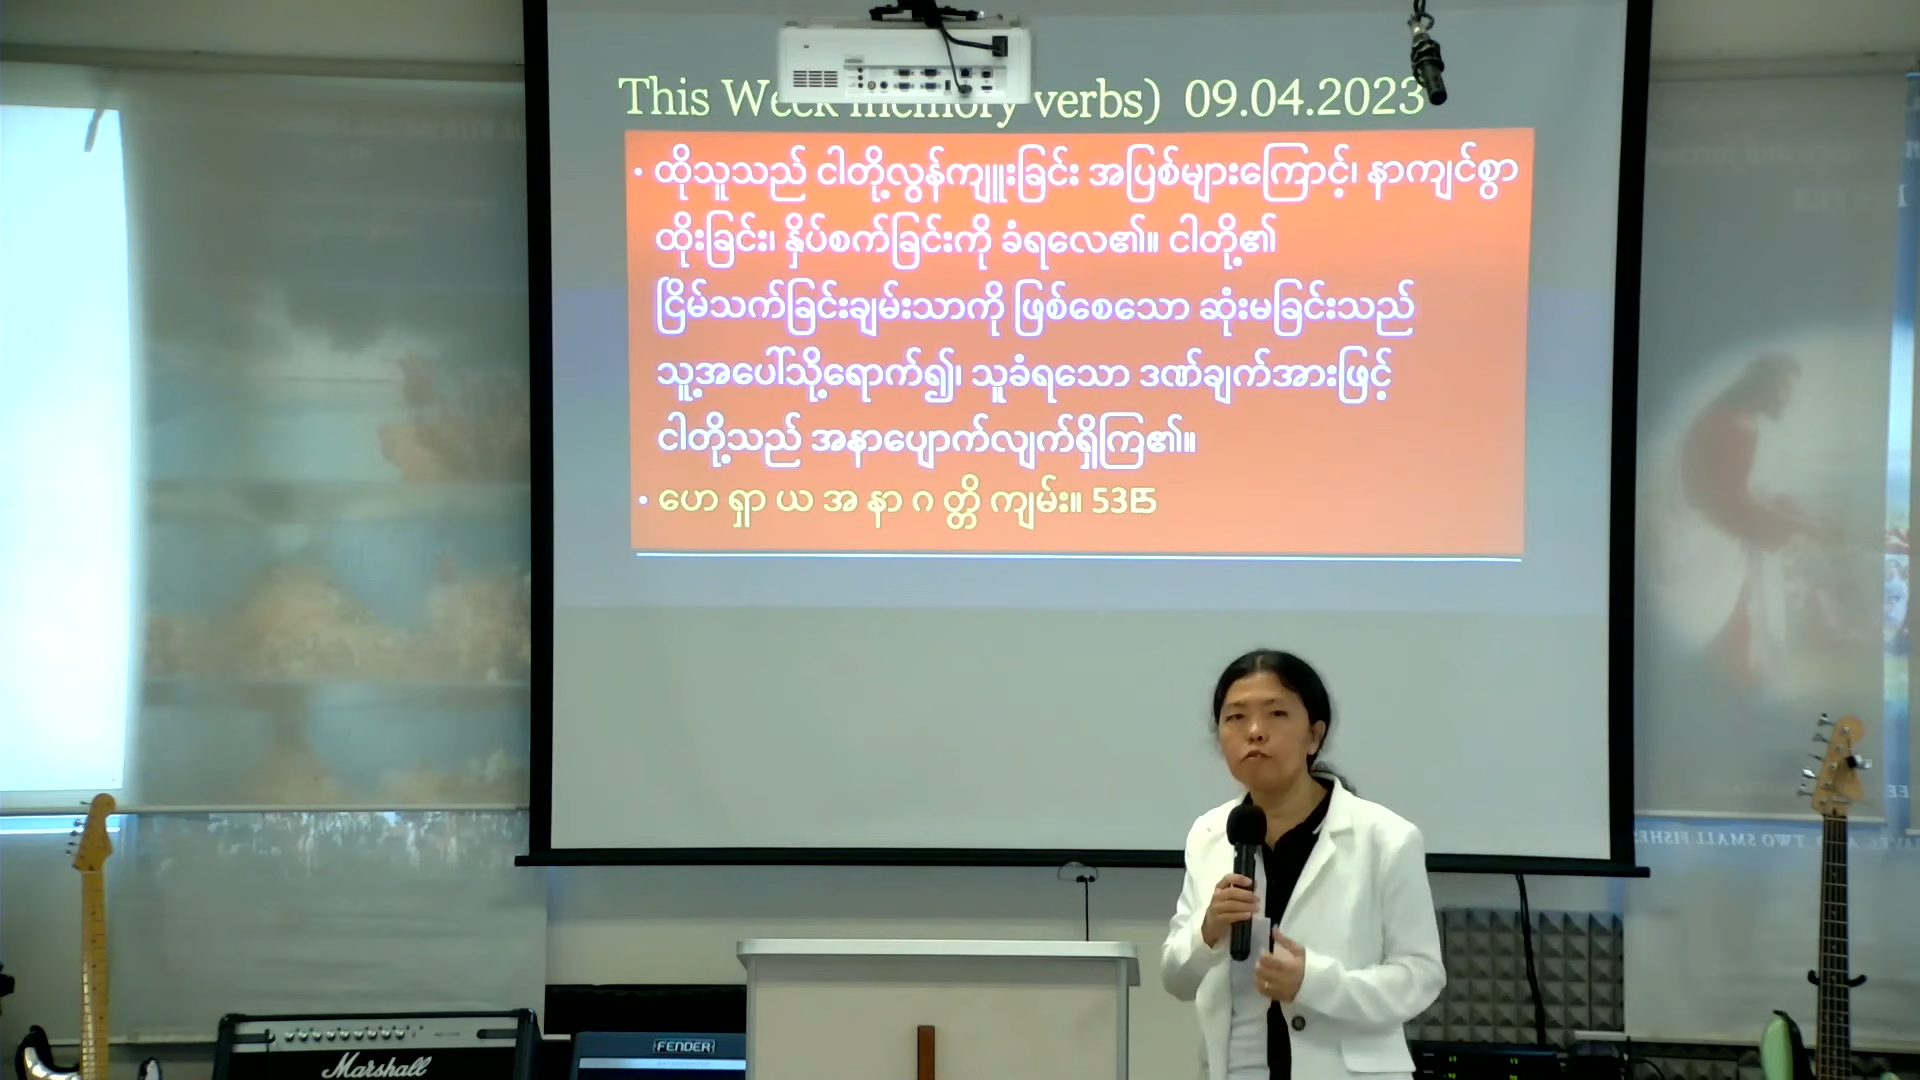 This Week memory verbs) 09.04.2023
• ထိုသူသည် ငါတို့လွန်ကျူးခြင်း အပြစ်များကြောင့်၊ နာကျင်စွာ
ထိုးခြင်း၊ နှိပ်စက်ခြင်းကို ခံရလေ၏။ ငါတို့၏
ငြိမ်သက်ခြင်းချမ်းသာကို ဖြစ်စေသော ဆုံးမခြင်းသည်
သူ့အပေါ်သို့ရောက်၍၊ သူခံရသော ဒဏ်ချက်အားဖြင့်
ငါတို့သည် အနာပျောက်လျက်ရှိကြ၏။
• ဟေ ရှာ ယ အ နာ ဂ တ္တိ ကျမ်း။
Marshall
FENDER
TWO SMALL FISHES